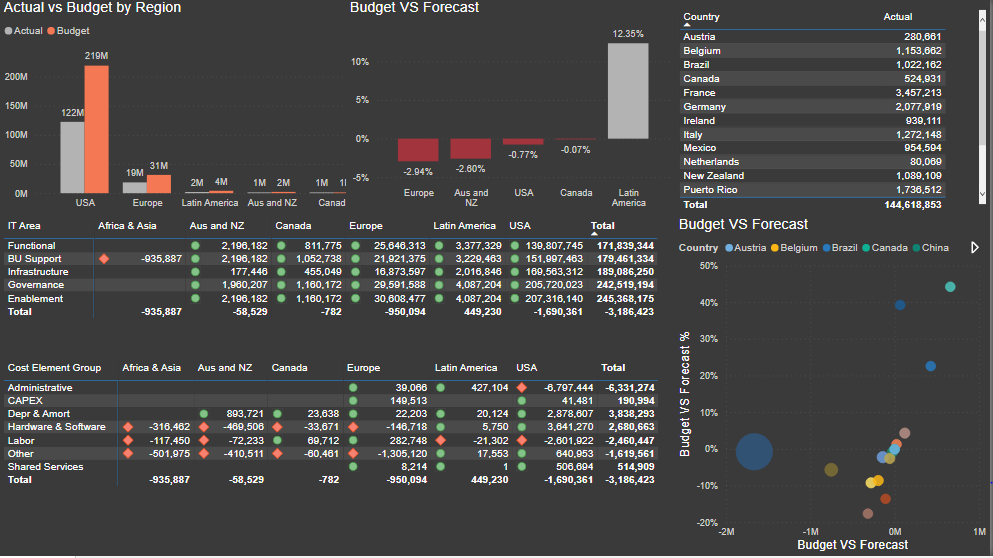 Actual vs Budget by Region
Actual Budget
200M
150M
100M
50M
0M
122M
219M
19M
31M
2M
4M
1M
2M
1M
USA Europe Latin America Aus and NZ Canad
Budget VS Forecast
10%
5%
0%
-5%
-2.94%
-2.60%
-0.77%
-0.07%
12.35%
Europe Aus and NZ USA Canada Latin America
Country Actual
Austria 280,661
Belgium 1,153,662
Brazil 1,022,162
Canada 524,931
France 3,457,213
Germany 2,077,919
Ireland 939,111
Italy 1,272,148
Mexico 954,594
Netherlands 80,069
New Zealand 1,089,109
Puerto Rico 1,736,512
Total 144,618,853
IT Area Africa & Asia Aus and NZ Canada Europe Latin America USA Total
Functional 2,196,182 811,775 25,646,313 3,377,329 139,807,745 171,839,344
BU Support -935,887 2,196,182 1,052,738 21,921,375 3,229,463 151,997,463 179,461,334
Infrastructure 177,446 455,049 16,873,597 2,016,846 169,563,312 189,086,250
Governance 1,960,207 1,160,172 29,591,588 4,087,204 205,720,023 242,519,194
Enablement 2,196,182 1,160,172 30,608,477 4,087,204 207,316,140 245,368,175
Total -935,887 -58,529 -782 -950,094 449,230 -1,690,361 -3,186,423
Cost Element Group Africa & Asia Aus and NZ Canada Europe Latin America USA Total
Administrative 39,066 427,104 -6,797,444 -6,331,274
CAPEX 149,513 41,481 190,994
Depr & Amort 893,721 23,638 22,203 20,124 2,878,607 3,838,293
Hardware & Software -316,462 -469,506 -33,671 -146,718 5,750 3,641,270 2,680,663
Labor -117,450 -72,233 69,712 282,748 -21,302 -2,601,922 -2,460,447
Other -501,975 -410,511 -60,461 -1,305,120 17,553 640,953 -1,619,561
Shared Services 8,214 1 506,694 514,909
Total -935,887 -58,529 -782 -950,094 449,230 -1,690,361 -3,186,423
Budget VS Forecast
Country Austria Belgium Brazil Canada China
Budget VS Forecast %
50%
40%
30%
20%
10%
0%
-10%
-20%
-2M -1M 0M 1M
Budget VS Forecast